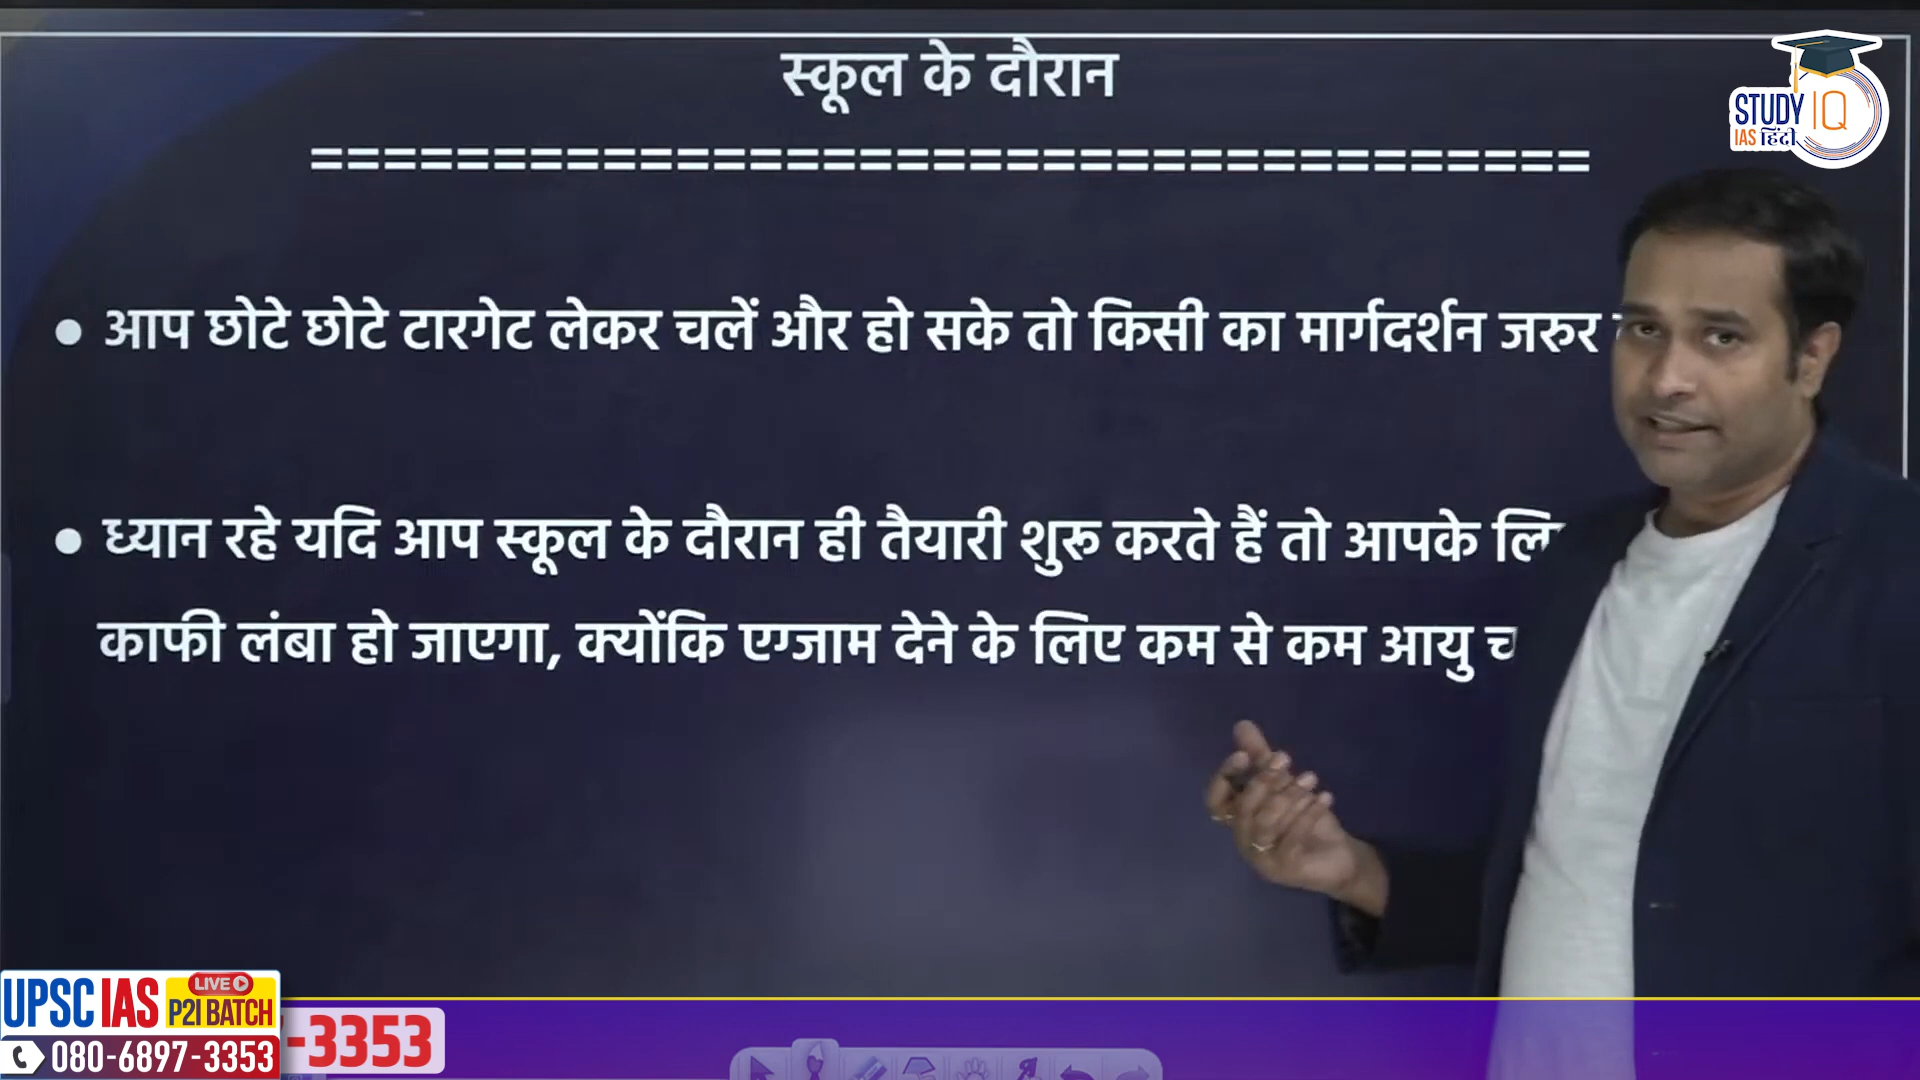 स्कूल के दौरान
===================================
STUDY IQ
IAS हिंदी
• आप छोटे छोटे टारगेट लेकर चलें और हो सके तो किसी का मार्गदर्शन जरुर
• ध्यान रहे यदि आप स्कूल के दौरान ही तैयारी शुरू करते हैं तो आपके
काफी लंबा हो जाएगा, क्योंकि एग्जाम देने के लिए कम से कम आयु
UPSC IAS LIVE P2I BATCH
080-6897-3353
-3353